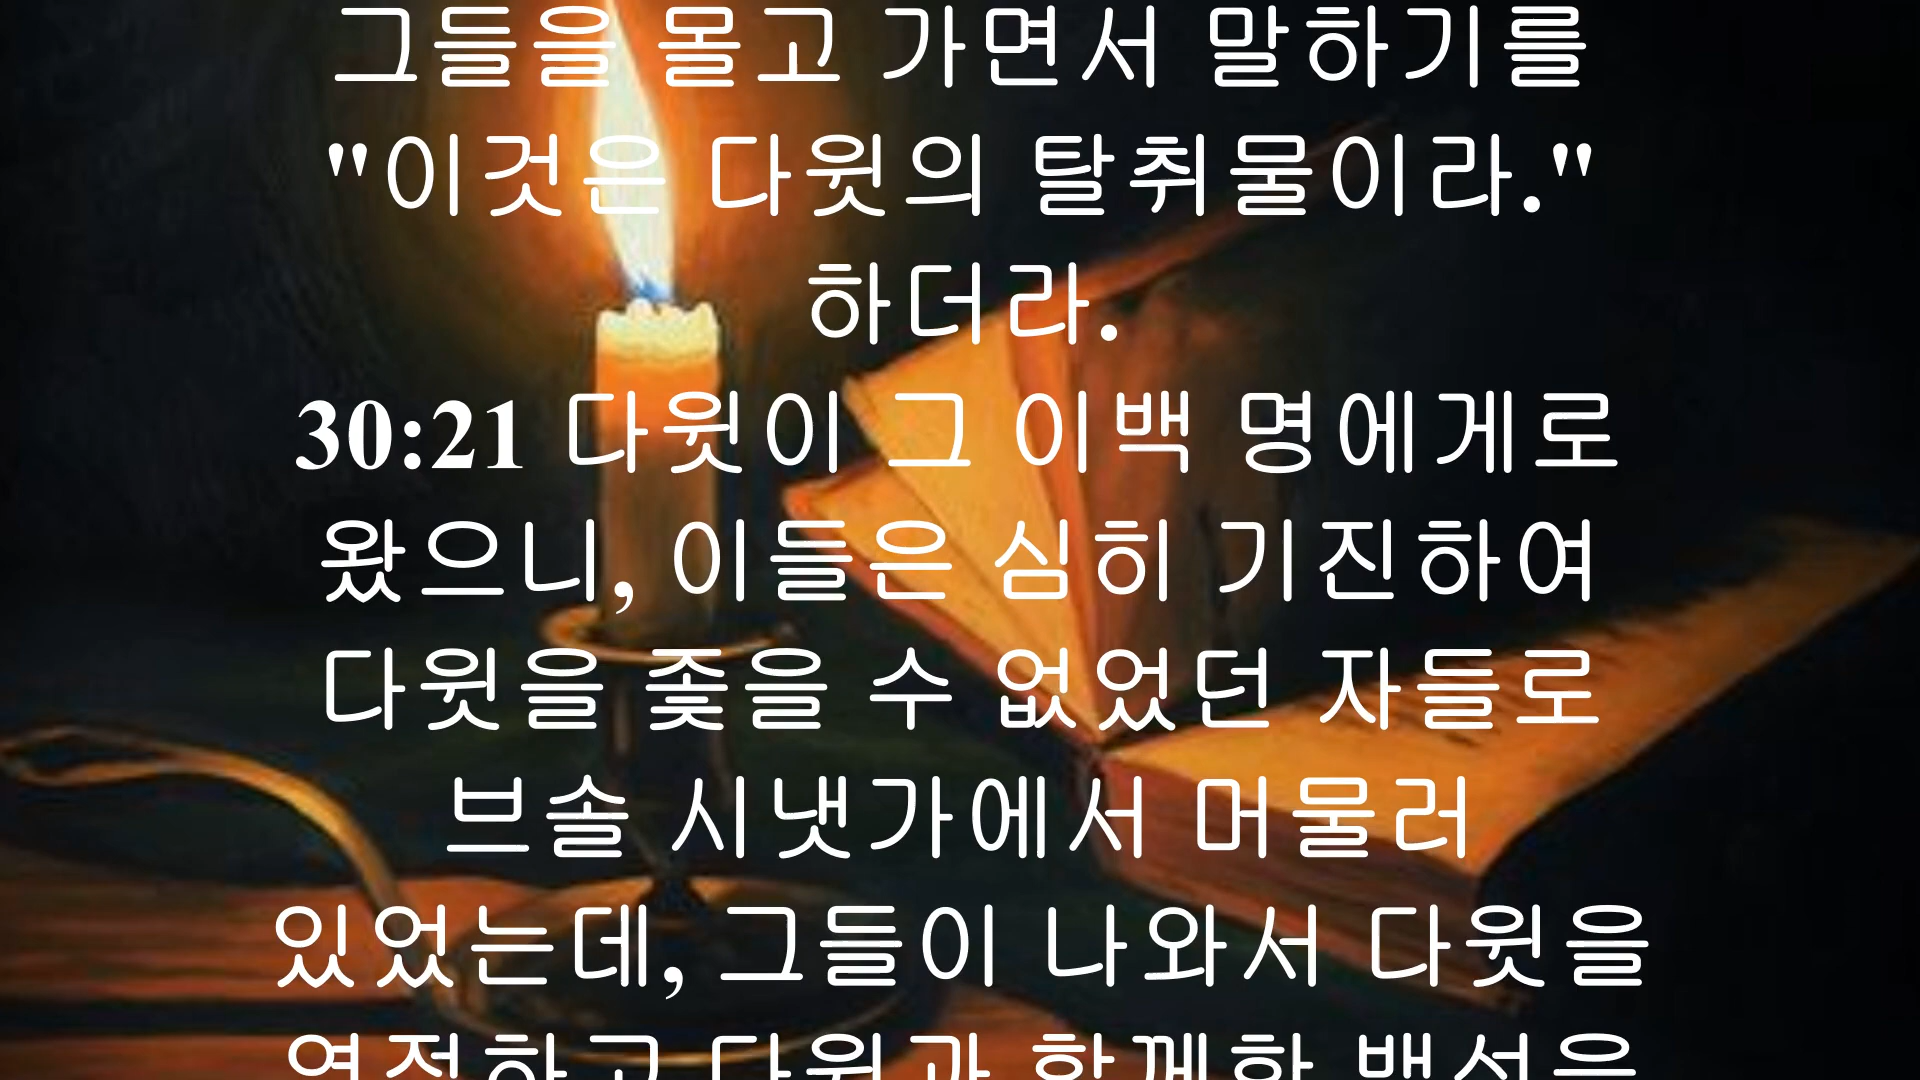 그들을 몰고 가면서 말하기를
"이것은 다윗의 탈취물이라."
하더라.
30:21 다윗이 그 이백 명에게로
왔으니, 이들은 심히 기진하여
다윗을 좇을 수 없었던 자들로
브솔 시냇가에서 머물러
있었는데, 그들이 나와서 다윗을
영접하고 다윗과 함께한 백성을